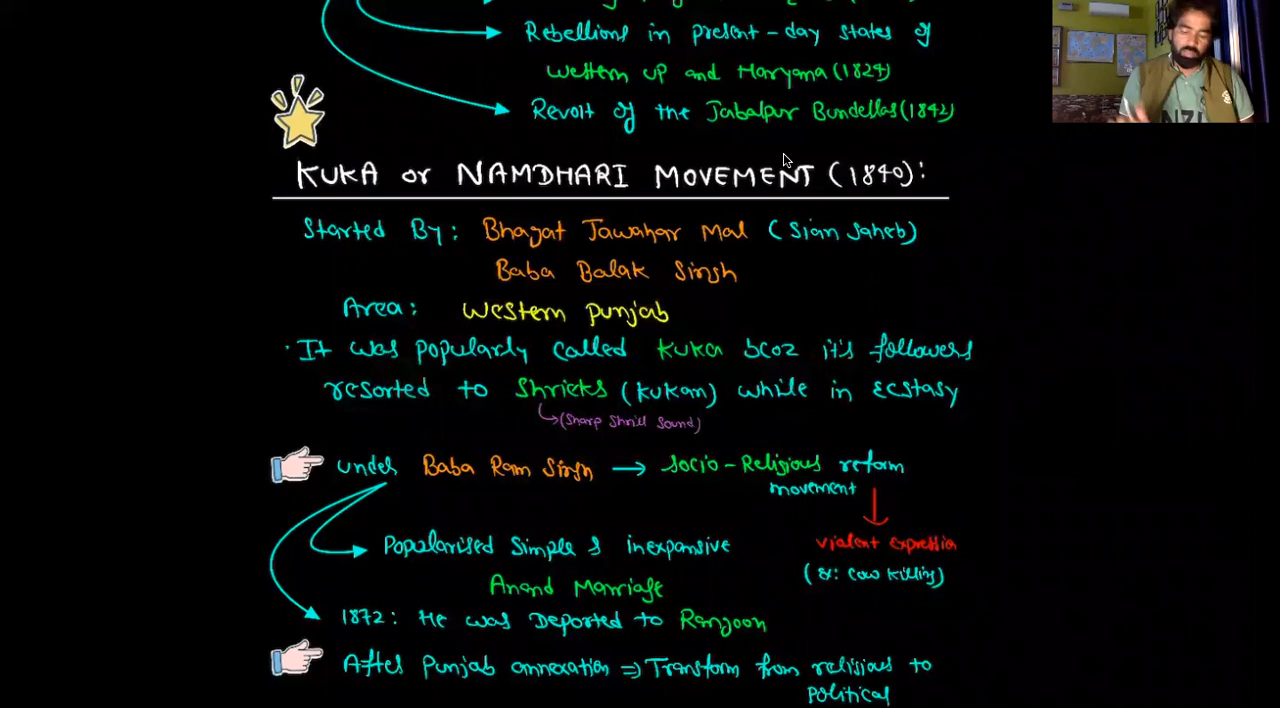 Rebellions in present-day states of
Western UP and Haryana (1824)
Revolt of the Jabalpur Bundellas (1842)
KUKA or NAMDHARI MOVEMENT (1840):
Started By: Bhagat Jawahar Mal (Sian Saheb)
Baba Balak Singh
Area: Western Punjab
• It was popularly called Kuka bcoz it's followers
resorted to Shrieks (Kukan) while in Ecstasy
(Sharp Shrill Sound)
Under Baba Ram Singh → Socio-Religious reform
movement
Popularised Simple & inexpansive
violent expression
Anand Marriage
(Ex: Cow Killing)
1872: He was Deported to Rangoon
After Punjab annexation ⇒ Transform from religious to
political